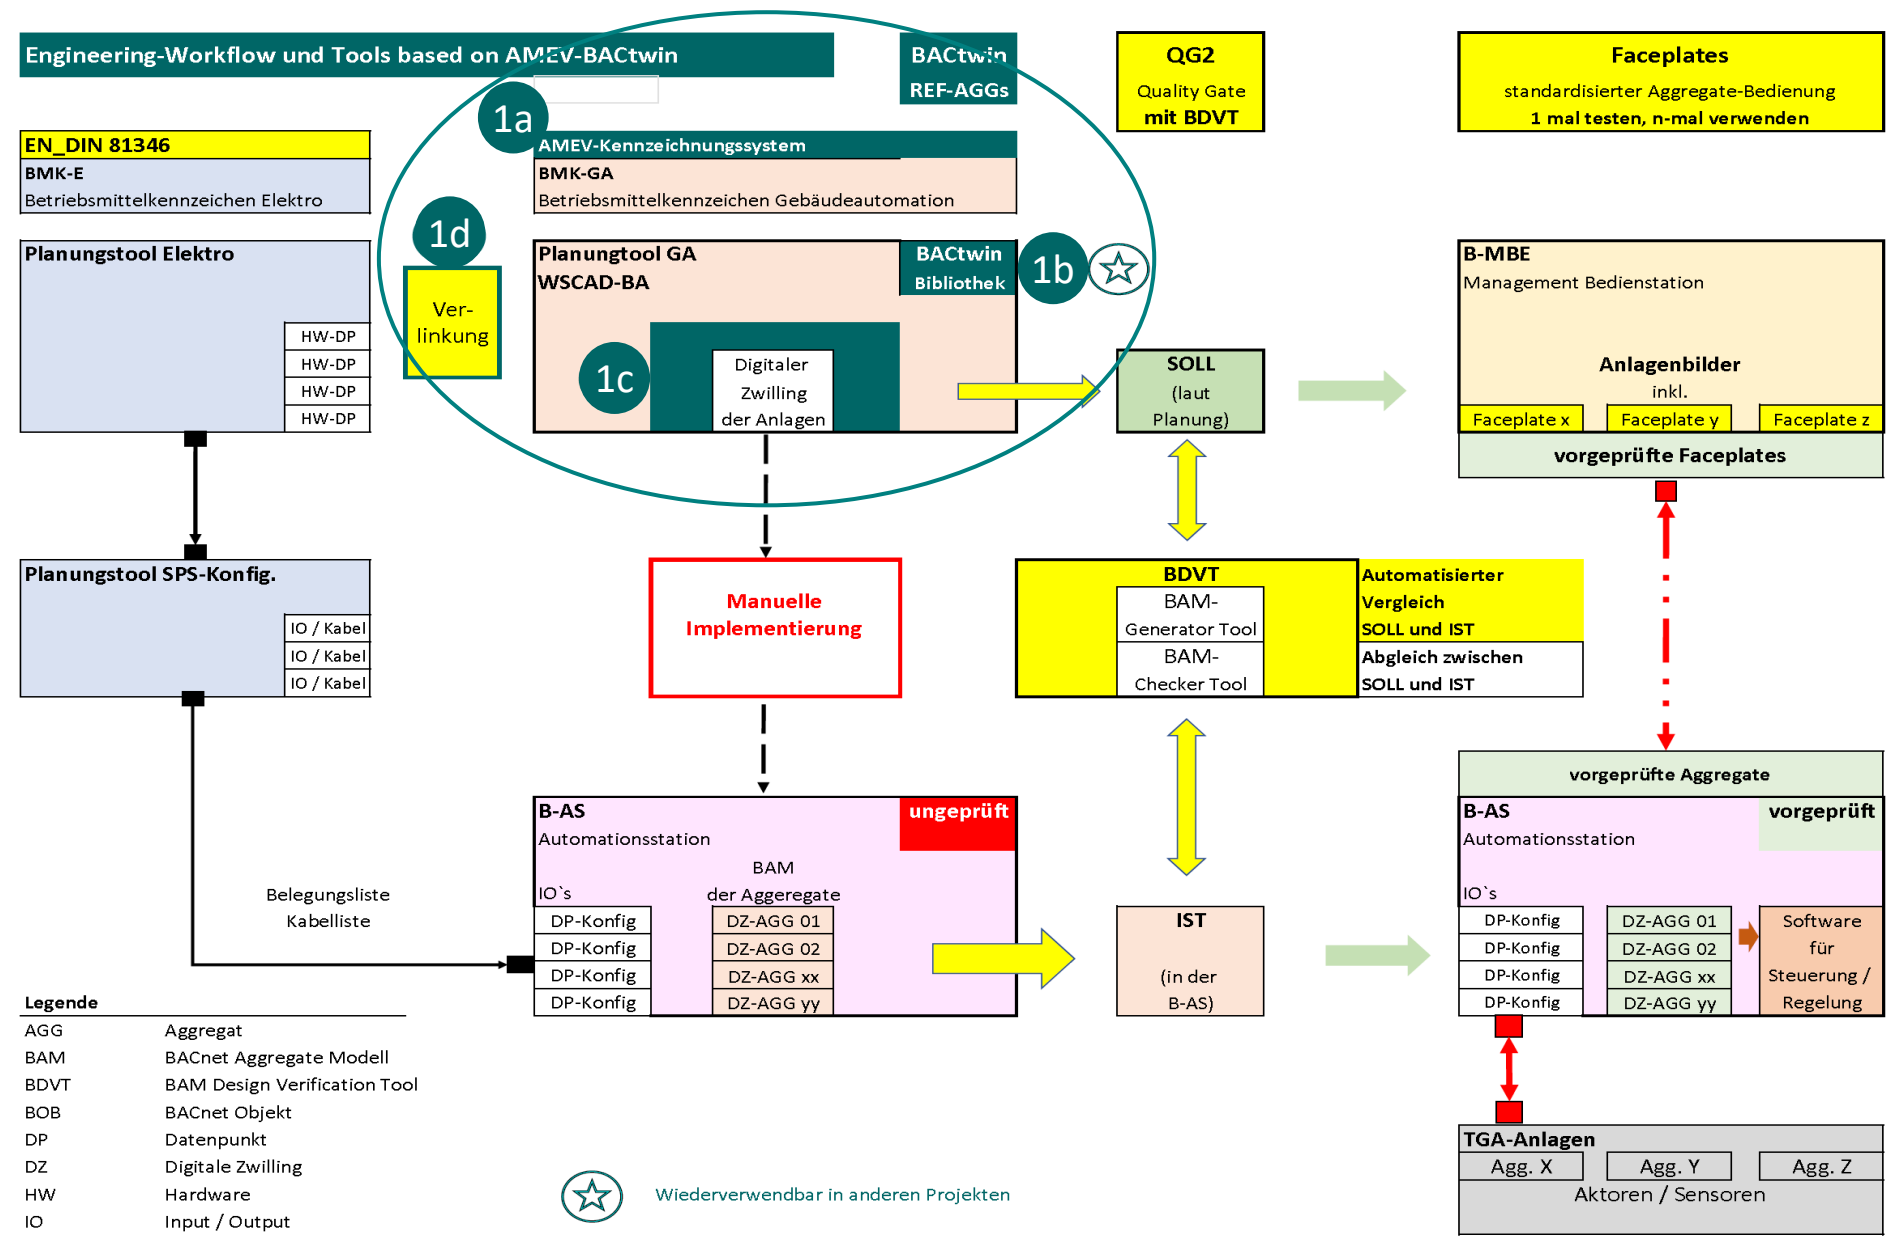 Engineering-Workflow und Tools based on AMEV-BACtwin
BACtwin
REF-AGGs
QG2
Quality Gate
mit BDVT
Faceplates
standardisierter Aggregate-Bedienung
1 mal testen, n-mal verwenden
1a
EN_DIN 81346
BMK-E
Betriebsmittelkennzeichen Elektro
AMEV-Kennzeichnungssystem
BMK-GA
Betriebsmittelkennzeichen Gebäudeautomation
1d
Ver-
linkung
Planungstool Elektro
HW-DP
HW-DP
HW-DP
HW-DP
Planungtool GA
WSCAD-BA
BACtwin
Bibliothek
1b
1c
Digitaler
Zwilling
der Anlagen
SOLL
(laut
Planung)
B-MBE
Management Bedienstation
Anlagenbilder
inkl.
Faceplate x
Faceplate y
Faceplate z
vorgeprüfte Faceplates
Planungstool SPS-Konfig.
IO / Kabel
IO / Kabel
IO / Kabel
Manuelle
Implementierung
BDVT
BAM-
Generator Tool
BAM-
Checker Tool
Automatisierter
Vergleich
SOLL und IST
Abgleich zwischen
SOLL und IST
vorgeprüfte Aggregate
Belegungsliste
Kabelliste
B-AS
ungeprüft
Automationsstation
BAM
der Aggeregate
IO`s
DP-Konfig
DP-Konfig
DP-Konfig
DP-Konfig
DZ-AGG 01
DZ-AGG 02
DZ-AGG xx
DZ-AGG yy
IST
(in der
B-AS)
B-AS
vorgeprüft
Automationsstation
IO`s
DP-Konfig
DP-Konfig
DP-Konfig
DP-Konfig
DZ-AGG 01
DZ-AGG 02
DZ-AGG xx
DZ-AGG yy
Software
für
Steuerung /
Regelung
TGA-Anlagen
Agg. X
Agg. Y
Agg. Z
Aktoren / Sensoren
Legende
AGG Aggregat
BAM BACnet Aggregate Modell
BDVT BAM Design Verification Tool
BOB BACnet Objekt
DP Datenpunkt
DZ Digitale Zwilling
HW Hardware
IO Input / Output
Wiederverwendbar in anderen Projekten